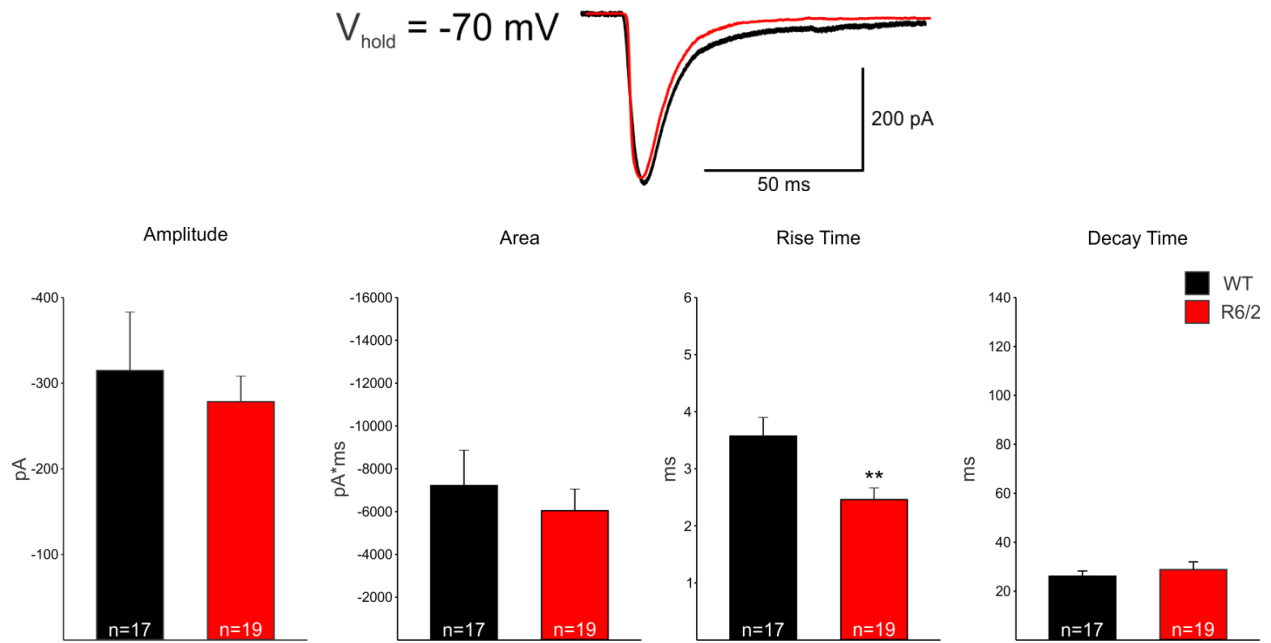 V_hold = -70 mV
200 pA
50 ms
Amplitude
Area
Rise Time
Decay Time
WT
R6/2
-400
-300
-200
-100
pA
n=17
n=19
-16000
-14000
-12000
-10000
-8000
-6000
-4000
-2000
pA*ms
n=17
n=19
6
5
4
3
2
1
ms
**
n=17
n=19
140
120
100
80
60
40
20
ms
n=17
n=19